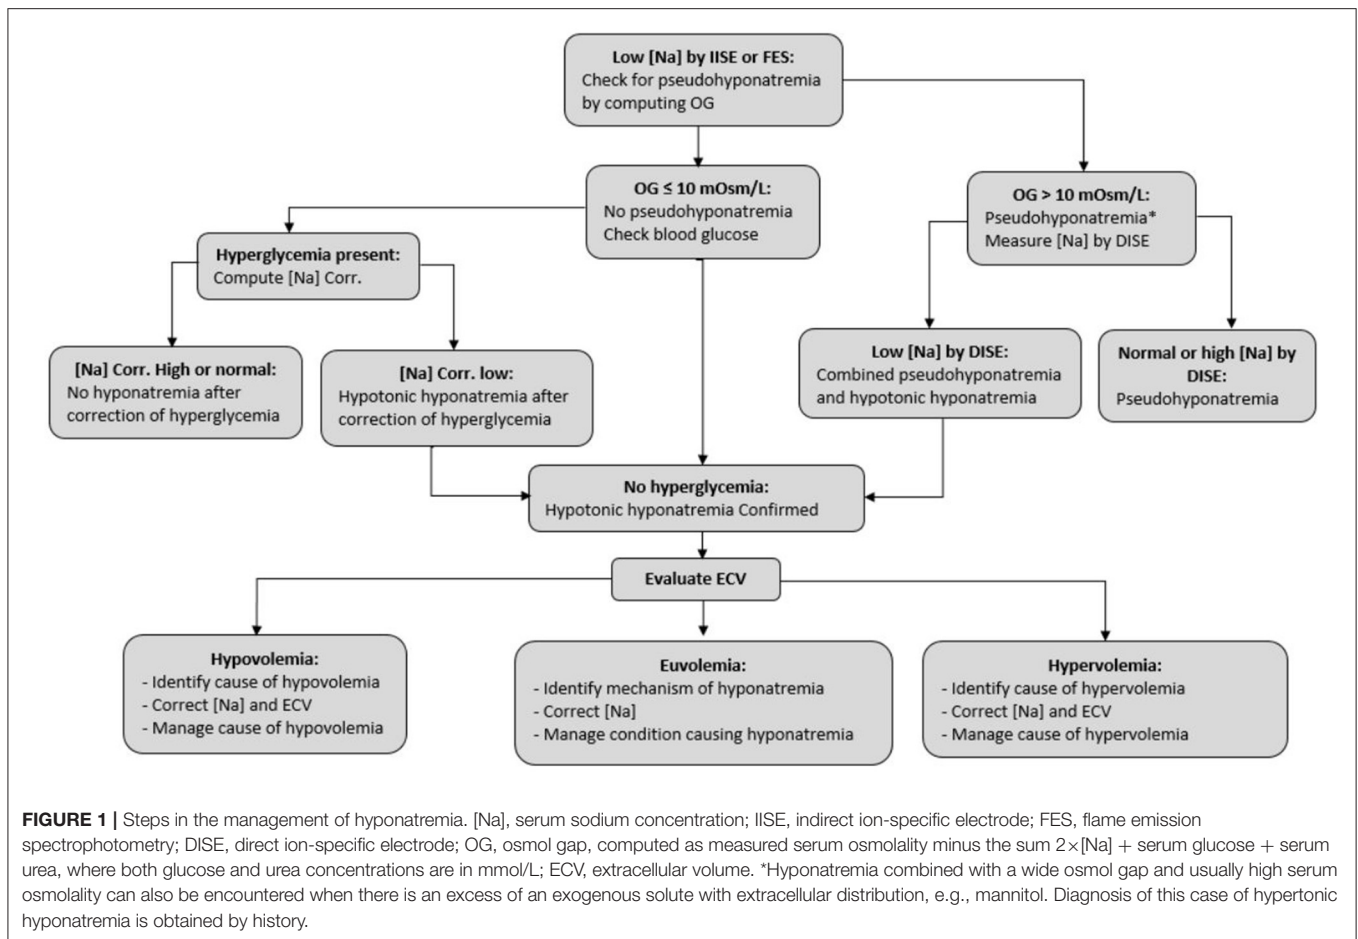 Low [Na] by IISE or FES:
Check for pseudohyponatremia
by computing OG
OG ≤ 10 mOsm/L:
No pseudohyponatremia
Check blood glucose
OG > 10 mOsm/L:
Pseudohyponatremia*
Measure [Na] by DISE
Hyperglycemia present:
Compute [Na] Corr.
[Na] Corr. High or normal:
No hyponatremia after
correction of hyperglycemia
[Na] Corr. low:
Hypotonic hyponatremia after
correction of hyperglycemia
Low [Na] by DISE:
Combined pseudohyponatremia
and hypotonic hyponatremia
Normal or high [Na] by
DISE:
Pseudohyponatremia
No hyperglycemia:
Hypotonic hyponatremia Confirmed
Evaluate ECV
Hypovolemia:
- Identify cause of hypovolemia
- Correct [Na] and ECV
- Manage cause of hypovolemia
Euvolemia:
- Identify mechanism of hyponatremia
- Correct [Na]
- Manage condition causing hyponatremia
Hypervolemia:
- Identify cause of hypervolemia
- Correct [Na] and ECV
- Manage cause of hypervolemia
FIGURE 1 | Steps in the management of hyponatremia. [Na], serum sodium concentration; IISE, indirect ion-specific electrode; FES, flame emission
spectrophotometry; DISE, direct ion-specific electrode; OG, osmol gap, computed as measured serum osmolality minus the sum 2×[Na] + serum glucose + serum
urea, where both glucose and urea concentrations are in mmol/L; ECV, extracellular volume. *Hyponatremia combined with a wide osmol gap and usually high serum
osmolality can also be encountered when there is an excess of an exogenous solute with extracellular distribution, e.g., mannitol. Diagnosis of this case of hypertonic
hyponatremia is obtained by history.